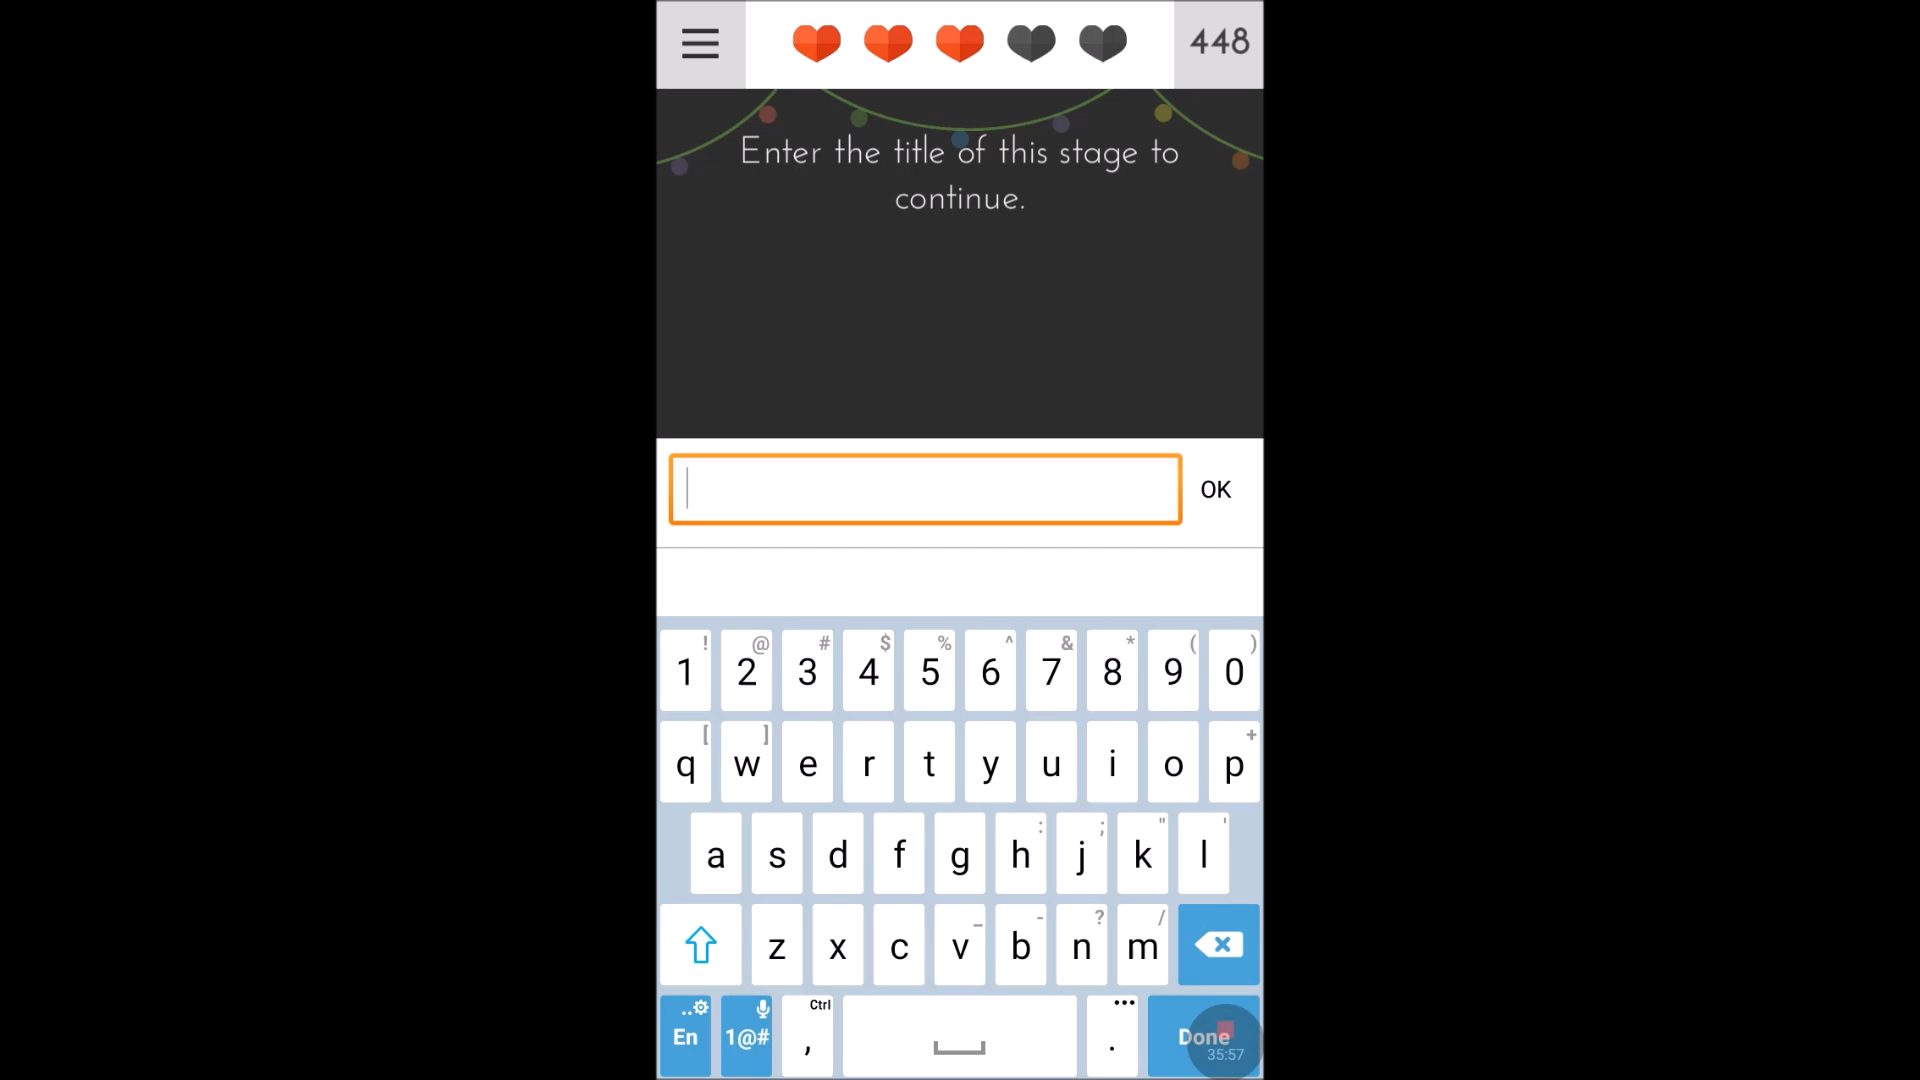 448
Enter the title of this stage to
continue.
OK
! @ # $ % ^ & * ( )
1 2 3 4 5 6 7 8 9 0
[ ] +
q w e r t y u i o p
: ; " '
a s d f g h j k l
_ - ? /
z x c v b n m
Ctrl
En 1@# , . Done
35:57